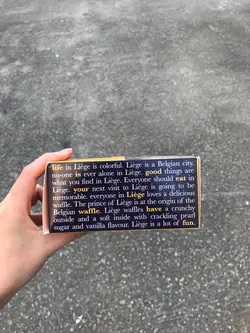 life in Liège is colorful. Liège is a Belgian city.
no-one is ever alone in Liège. good things are
what you find in Liège. Everyone should eat in
Liège. your next visit to Liège is going to be
memorable. everyone in Liège loves a delicious
waffle. The prince of Liège is at the origin of the
Belgian waffle. Liège waffles have a crunchy
outside and a soft inside with crackling pearl
sugar and vanilla flavour. Liège is a lot of fun.